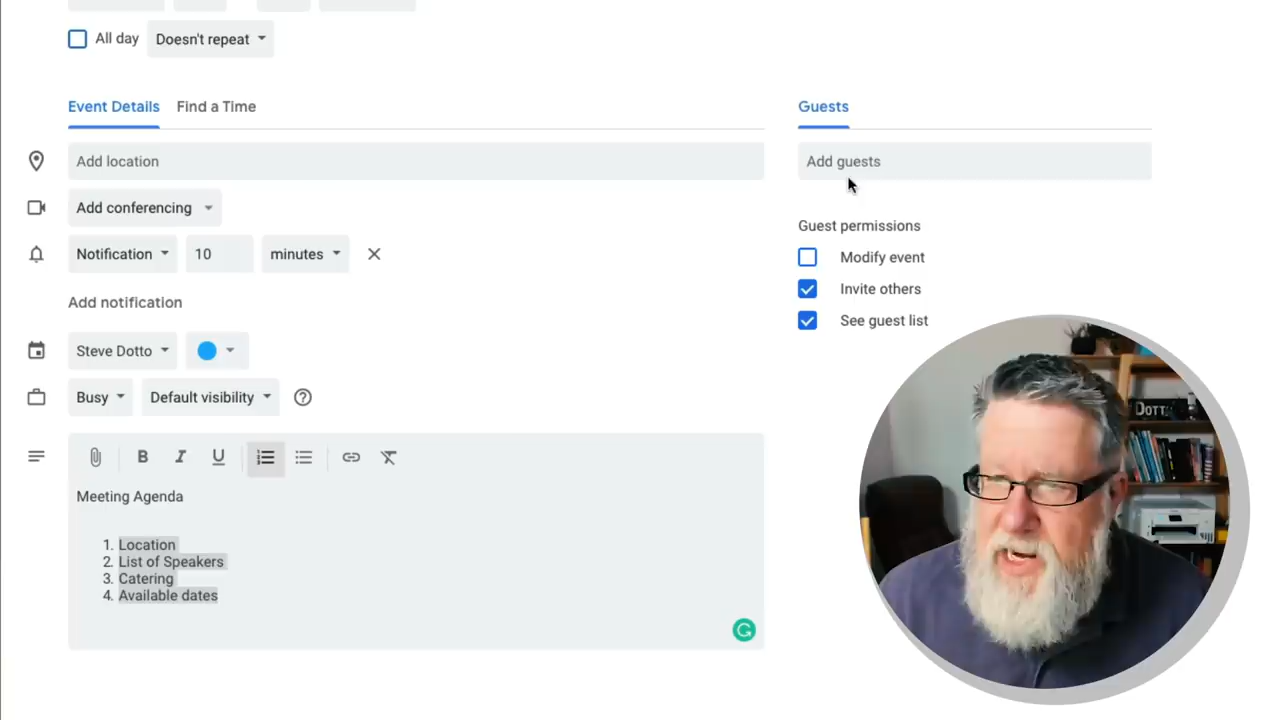 All day Doesn't repeat
Event Details Find a Time
Guests
Add location
Add guests
Add conferencing
Guest permissions
Notification 10 minutes
Modify event
Invite others
Add notification
See guest list
Steve Dotto
Busy Default visibility
DOTT
B I U
Meeting Agenda
1. Location
2. List of Speakers
3. Catering
4. Available dates